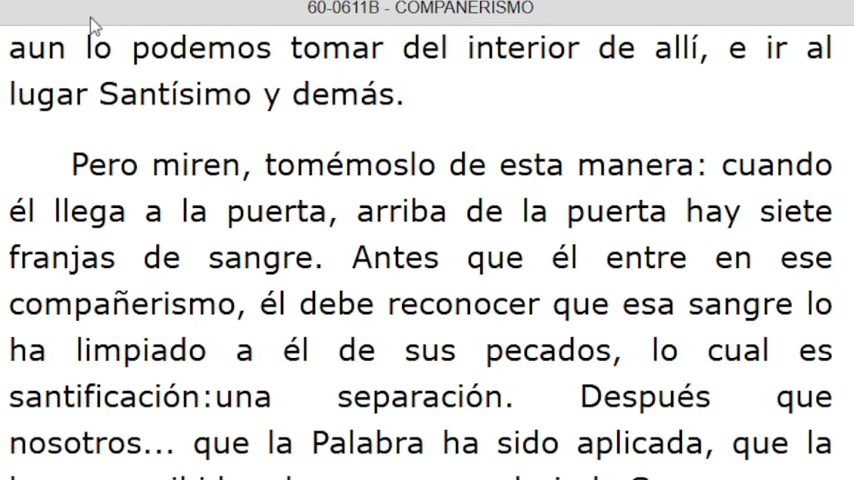 60-0611B - COMPAÑERISMO
aun lo podemos tomar del interior de allí, e ir al
lugar Santísimo y demás.
Pero miren, tomémoslo de esta manera: cuando
él llega a la puerta, arriba de la puerta hay siete
franjas de sangre. Antes que él entre en ese
compañerismo, él debe reconocer que esa sangre lo
ha limpiado a él de sus pecados, lo cual es
santificación:una separación. Después que
nosotros... que la Palabra ha sido aplicada, que la